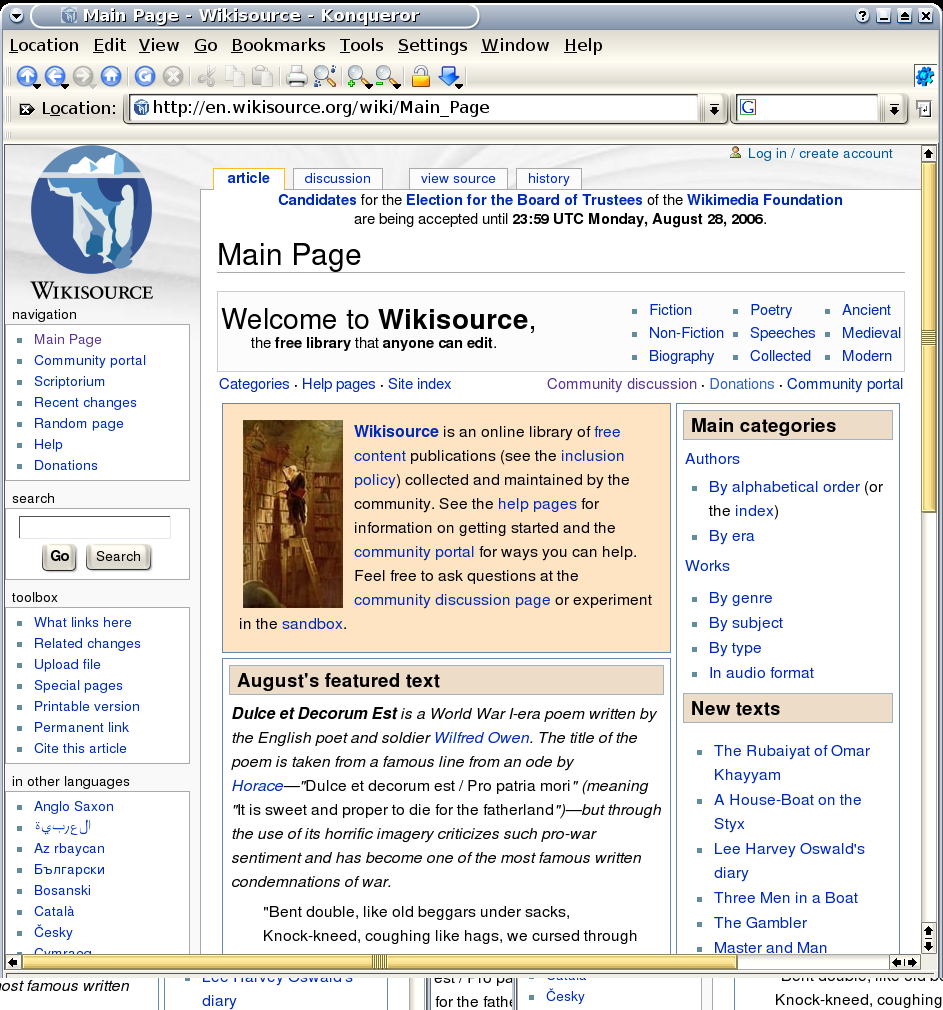 Main Page - Wikisource - Konqueror
Location Edit View Go Bookmarks Tools Settings Window Help
Location: http://en.wikisource.org/wiki/Main_Page
G
Log in / create account
article discussion view source history
Candidates for the Election for the Board of Trustees of the Wikimedia Foundation
are being accepted until 23:59 UTC Monday, August 28, 2006.
WIKISOURCE
navigation
Main Page
Community portal
Scriptorium
Recent changes
Random page
Help
Donations
search
Go Search
toolbox
What links here
Related changes
Upload file
Special pages
Printable version
Permanent link
Cite this article
in other languages
Anglo Saxon
العربية
Az rbaycan
Български
Bosanski
Català
Česky
Cymraeg
Main Page
Welcome to Wikisource,
the free library that anyone can edit.
Fiction Poetry Ancient
Non-Fiction Speeches Medieval
Biography Collected Modern
Categories · Help pages · Site index
Community discussion · Donations · Community portal
Wikisource is an online library of free
content publications (see the inclusion
policy) collected and maintained by the
community. See the help pages for
information on getting started and the
community portal for ways you can help.
Feel free to ask questions at the
community discussion page or experiment
in the sandbox.
August's featured text
Dulce et Decorum Est is a World War I-era poem written by
the English poet and soldier Wilfred Owen. The title of the
poem is taken from a famous line from an ode by
Horace—"Dulce et decorum est / Pro patria mori" (meaning
"It is sweet and proper to die for the fatherland")—but through
the use of its horrific imagery criticizes such pro-war
sentiment and has become one of the most famous written
condemnations of war.
"Bent double, like old beggars under sacks,
Knock-kneed, coughing like hags, we cursed through
Main categories
Authors
By alphabetical order (or
the index)
By era
Works
By genre
By subject
By type
In audio format
New texts
The Rubaiyat of Omar
Khayyam
A House-Boat on the
Styx
Lee Harvey Oswald's
diary
Three Men in a Boat
The Gambler
Master and Man
most famous written
Lee Harvey Oswald's
diary
est / Pro pa
for the fathe
Català
Česky
"Bent double, like old b
Knock-kneed, coughing